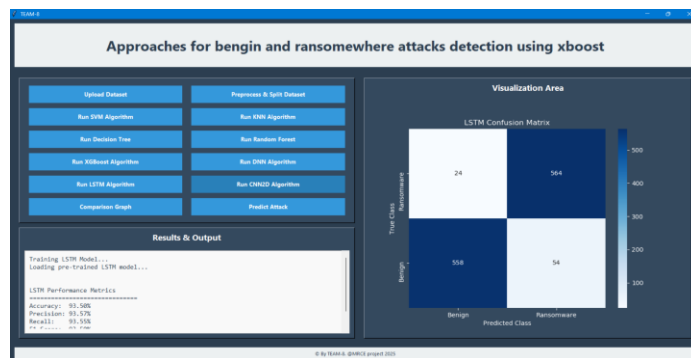 TEAM-8
Approaches for bengin and ransomewhere attacks detection using xboost
Upload Dataset
Preprocess & Split Dataset
Run SVM Algorithm
Run KNN Algorithm
Run Decision Tree
Run Random Forest
Run XGBoost Algorithm
Run DNN Algorithm
Run LSTM Algorithm
Run CNN2D Algorithm
Comparison Graph
Predict Attack
Results & Output
Training LSTM Model...
Loading pre-trained LSTM model...
LSTM Performance Metrics
==============================
Accuracy: 93.50%
Precision: 93.57%
Recall: 93.55%
Visualization Area
LSTM Confusion Matrix
24
564
558
54
True Class
Ransomware
Benign
Benign
Ransomware
Predicted Class
500
400
300
200
100
© By TEAM-8. @MRCE project 2025